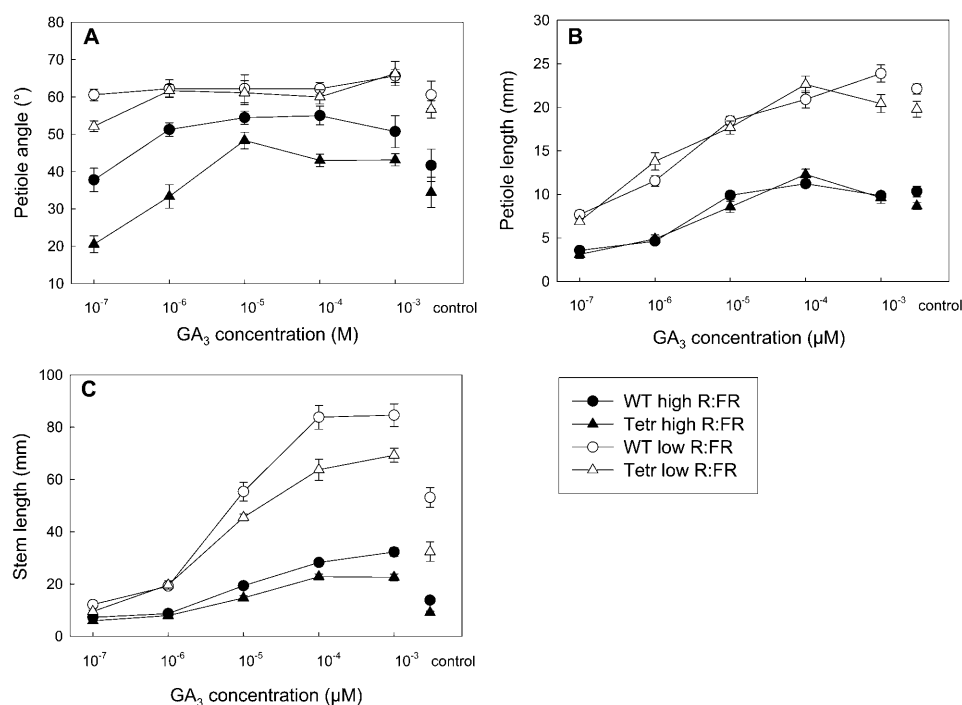 A
Petiole angle (°)
80
70
60
50
40
30
20
10
10⁻⁷ 10⁻⁶ 10⁻⁵ 10⁻⁴ 10⁻³ control
GA₃ concentration (M)
B
Petiole length (mm)
30
25
20
15
10
5
0
10⁻⁷ 10⁻⁶ 10⁻⁵ 10⁻⁴ 10⁻³ control
GA₃ concentration (µM)
C
Stem length (mm)
100
80
60
40
20
0
10⁻⁷ 10⁻⁶ 10⁻⁵ 10⁻⁴ 10⁻³ control
GA₃ concentration (µM)
WT high R:FR
Tetr high R:FR
WT low R:FR
Tetr low R:FR